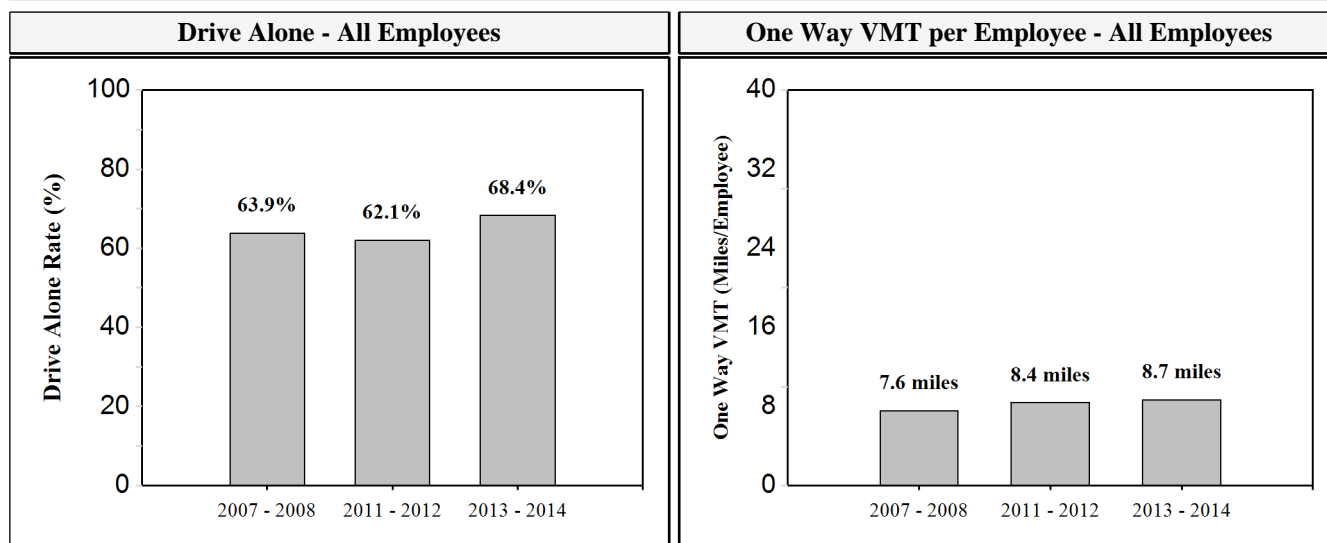 Drive Alone - All Employees
One Way VMT per Employee - All Employees
Drive Alone Rate (%)
100
80
60
40
20
0
63.9%
62.1%
68.4%
2007 - 2008
2011 - 2012
2013 - 2014
One Way VMT (Miles/Employee)
40
32
24
16
8
0
7.6 miles
8.4 miles
8.7 miles
2007 - 2008
2011 - 2012
2013 - 2014